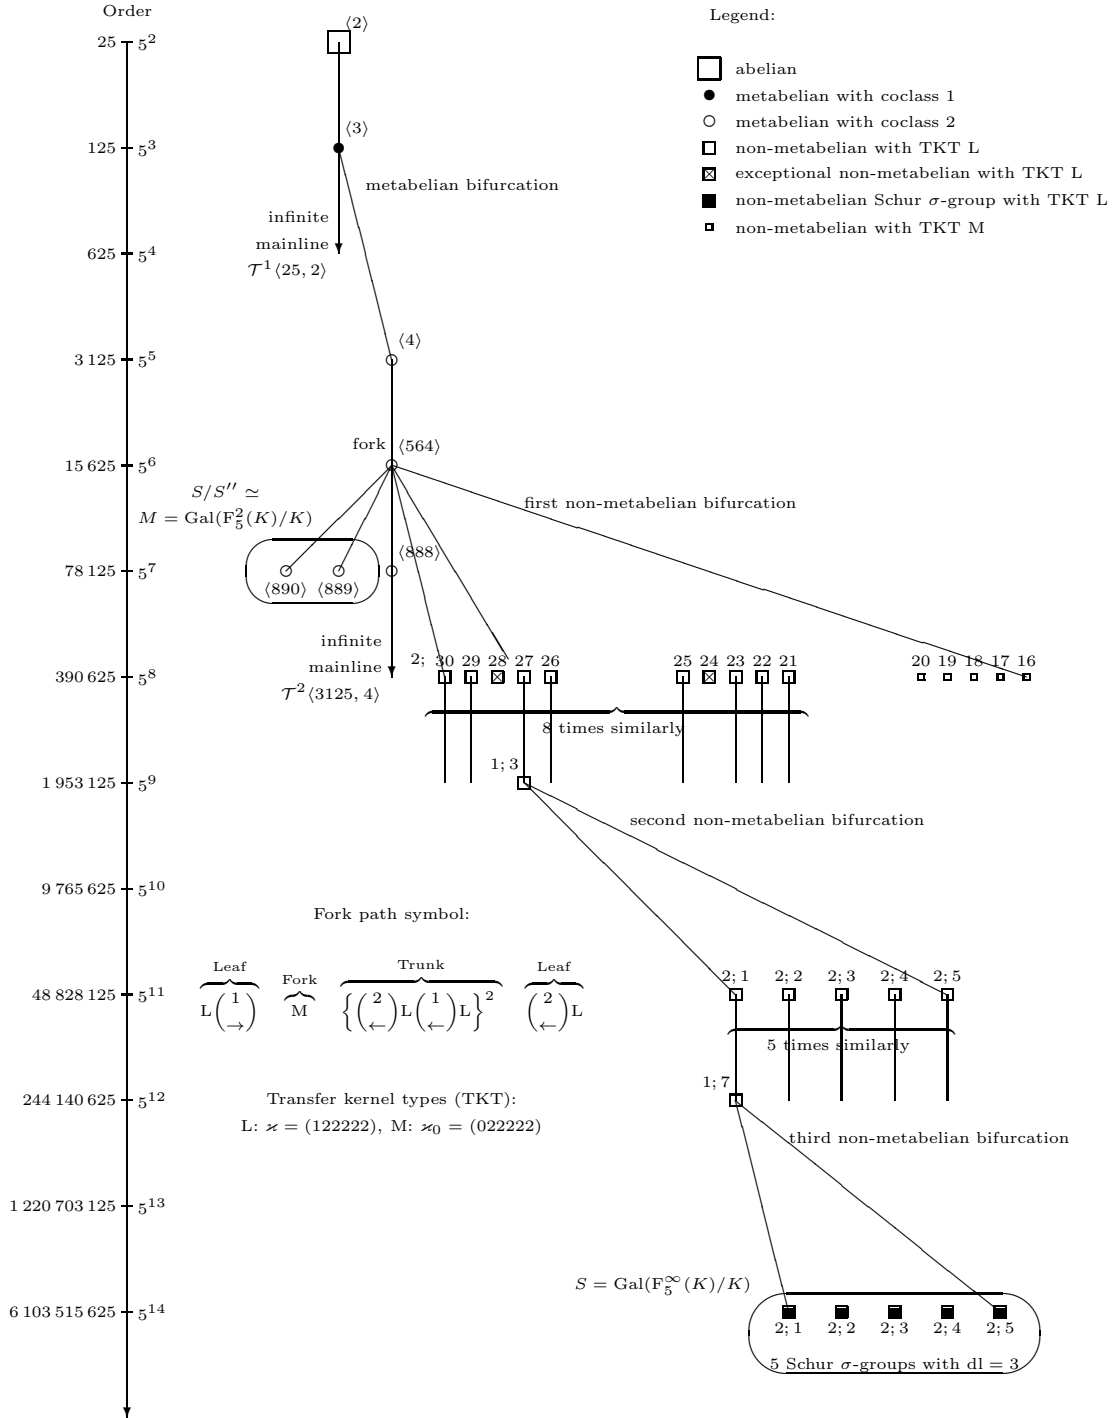 Order
Legend:
⟨2⟩
25
5^2
abelian
metabelian with coclass 1
metabelian with coclass 2
⟨3⟩
125
5^3
non-metabelian with TKT L
exceptional non-metabelian with TKT L
metabelian bifurcation
non-metabelian Schur σ-group with TKT L
infinite
non-metabelian with TKT M
mainline
625
5^4
𝒯^1⟨25, 2⟩
⟨4⟩
3 125
5^5
fork
⟨564⟩
15 625
5^6
S/S″ ≃
first non-metabelian bifurcation
M = Gal(F_5^2(K)/K)
⟨888⟩
78 125
5^7
⟨890⟩
⟨889⟩
infinite
2; 30 29 28 27 26 25 24 23 22 21 20 19 18 17 16
mainline
390 625
5^8
𝒯^2⟨3125, 4⟩
8 times similarly
1; 3
1 953 125
5^9
second non-metabelian bifurcation
9 765 625
5^10
Fork path symbol:
Leaf Fork Trunk Leaf
2; 1 2; 2 2; 3 2; 4 2; 5
48 828 125
5^11
L(1 →) M {(2 ←)L(1 ←)L}^2 (2 ←)L
5 times similarly
1; 7
244 140 625
5^12
Transfer kernel types (TKT):
L: ϰ = (122222), M: ϰ_0 = (022222)
third non-metabelian bifurcation
1 220 703 125
5^13
S = Gal(F_5^∞(K)/K)
6 103 515 625
5^14
2; 1 2; 2 2; 3 2; 4 2; 5
5 Schur σ-groups with dl = 3